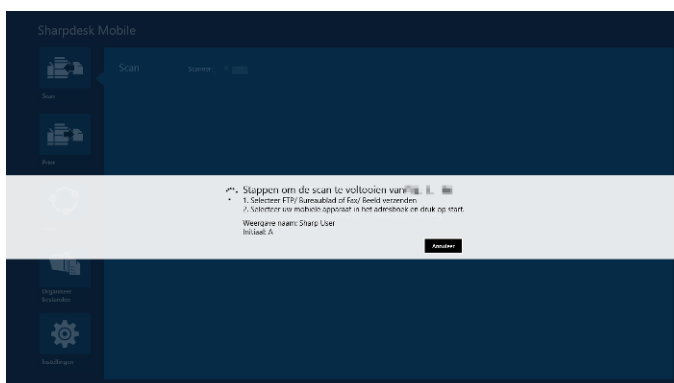 Sharpdesk Mobile
Scan
Scanner:
Scan
Print
Stappen om de scan te voltooien van
1. Selecteer FTP/ Bureaublad of Fax/ Beeld verzenden
2. Selecteer uw mobiele apparaat in het adresboek en druk op start.
Weergave naam: Sharp User
Initiaal: A
Annuleer
Organiseer
bestanden
Instellingen